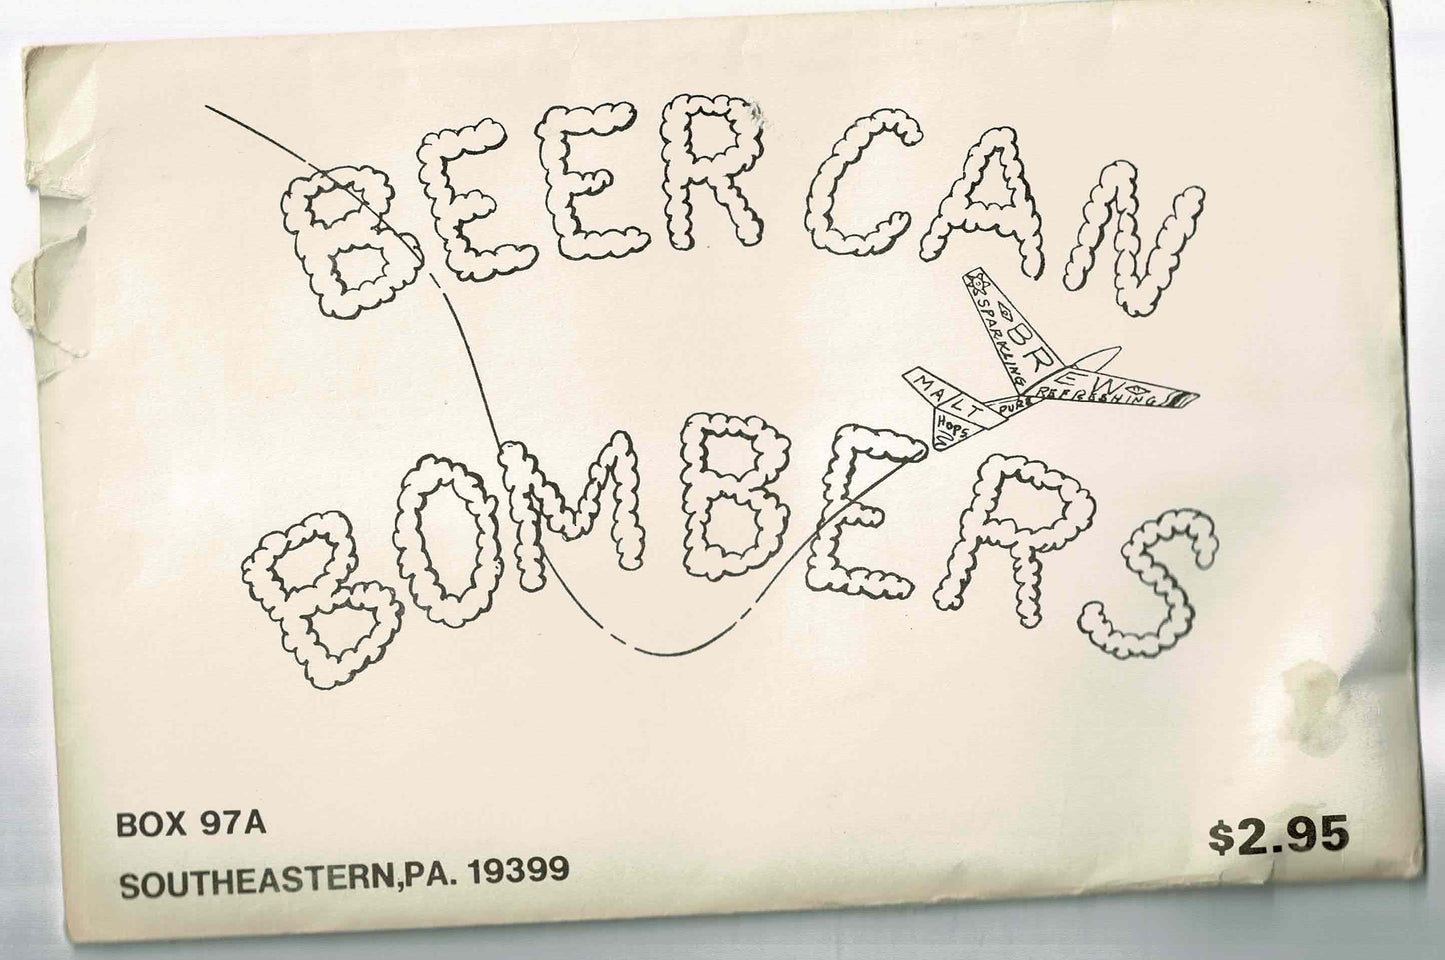 BEER CAN
BOMBERS
BREW
SPARKLING
REFRESHING
MALT
PURE
HOPS
BOX 97A
SOUTHEASTERN,PA. 19399
$2.95